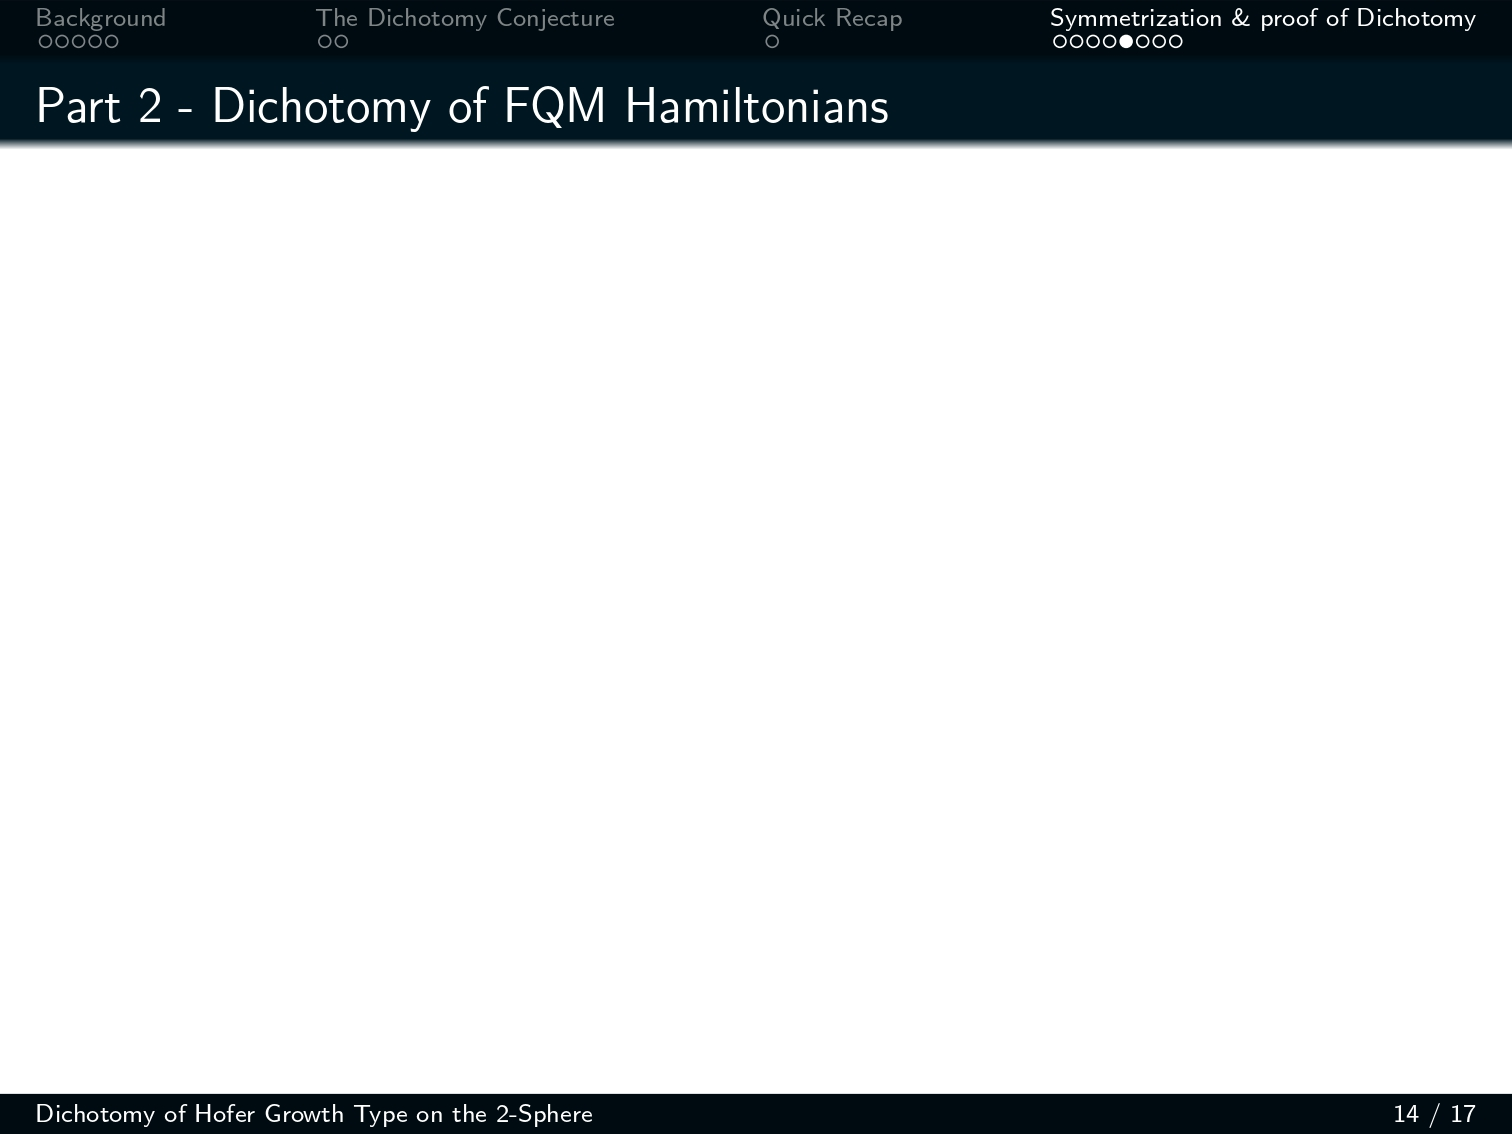 Background The Dichotomy Conjecture Quick Recap Symmetrization & proof of Dichotomy
Part 2 - Dichotomy of FQM Hamiltonians
Dichotomy of Hofer Growth Type on the 2-Sphere 14 / 17